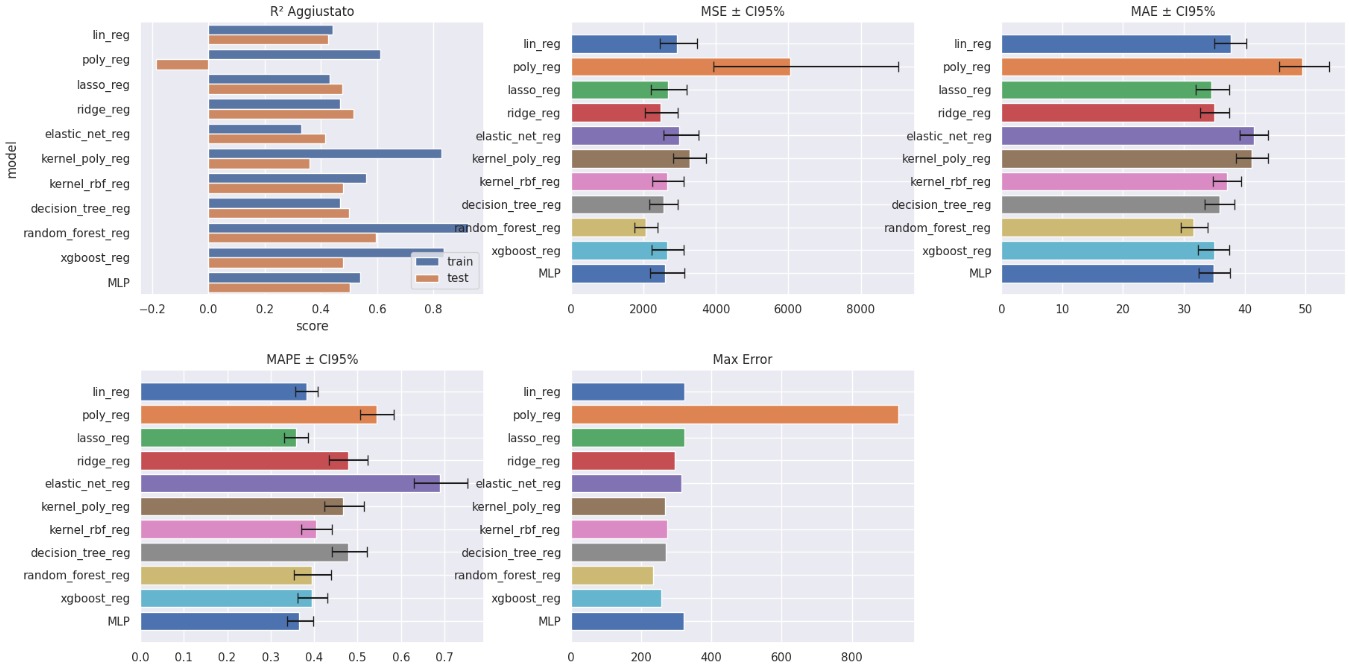 R² Aggiustato
model
lin_reg
poly_reg
lasso_reg
ridge_reg
elastic_net_reg
kernel_poly_reg
kernel_rbf_reg
decision_tree_reg
random_forest_reg
xgboost_reg
MLP
train
test
−0.2 0.0 0.2 0.4 0.6 0.8
score
MSE ± CI95%
lin_reg
poly_reg
lasso_reg
ridge_reg
elastic_net_reg
kernel_poly_reg
kernel_rbf_reg
decision_tree_reg
random_forest_reg
xgboost_reg
MLP
0 2000 4000 6000 8000
MAE ± CI95%
lin_reg
poly_reg
lasso_reg
ridge_reg
elastic_net_reg
kernel_poly_reg
kernel_rbf_reg
decision_tree_reg
random_forest_reg
xgboost_reg
MLP
0 10 20 30 40 50
MAPE ± CI95%
lin_reg
poly_reg
lasso_reg
ridge_reg
elastic_net_reg
kernel_poly_reg
kernel_rbf_reg
decision_tree_reg
random_forest_reg
xgboost_reg
MLP
0.0 0.1 0.2 0.3 0.4 0.5 0.6 0.7
Max Error
lin_reg
poly_reg
lasso_reg
ridge_reg
elastic_net_reg
kernel_poly_reg
kernel_rbf_reg
decision_tree_reg
random_forest_reg
xgboost_reg
MLP
0 200 400 600 800